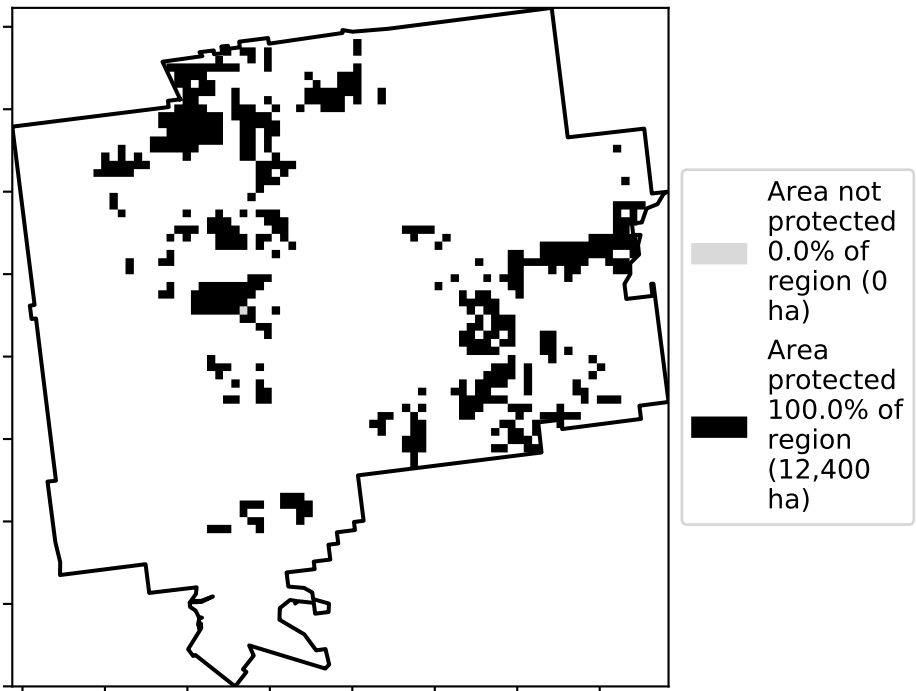 Area not
protected
0.0% of
region (0
ha)
Area
protected
100.0% of
region
(12,400
ha)